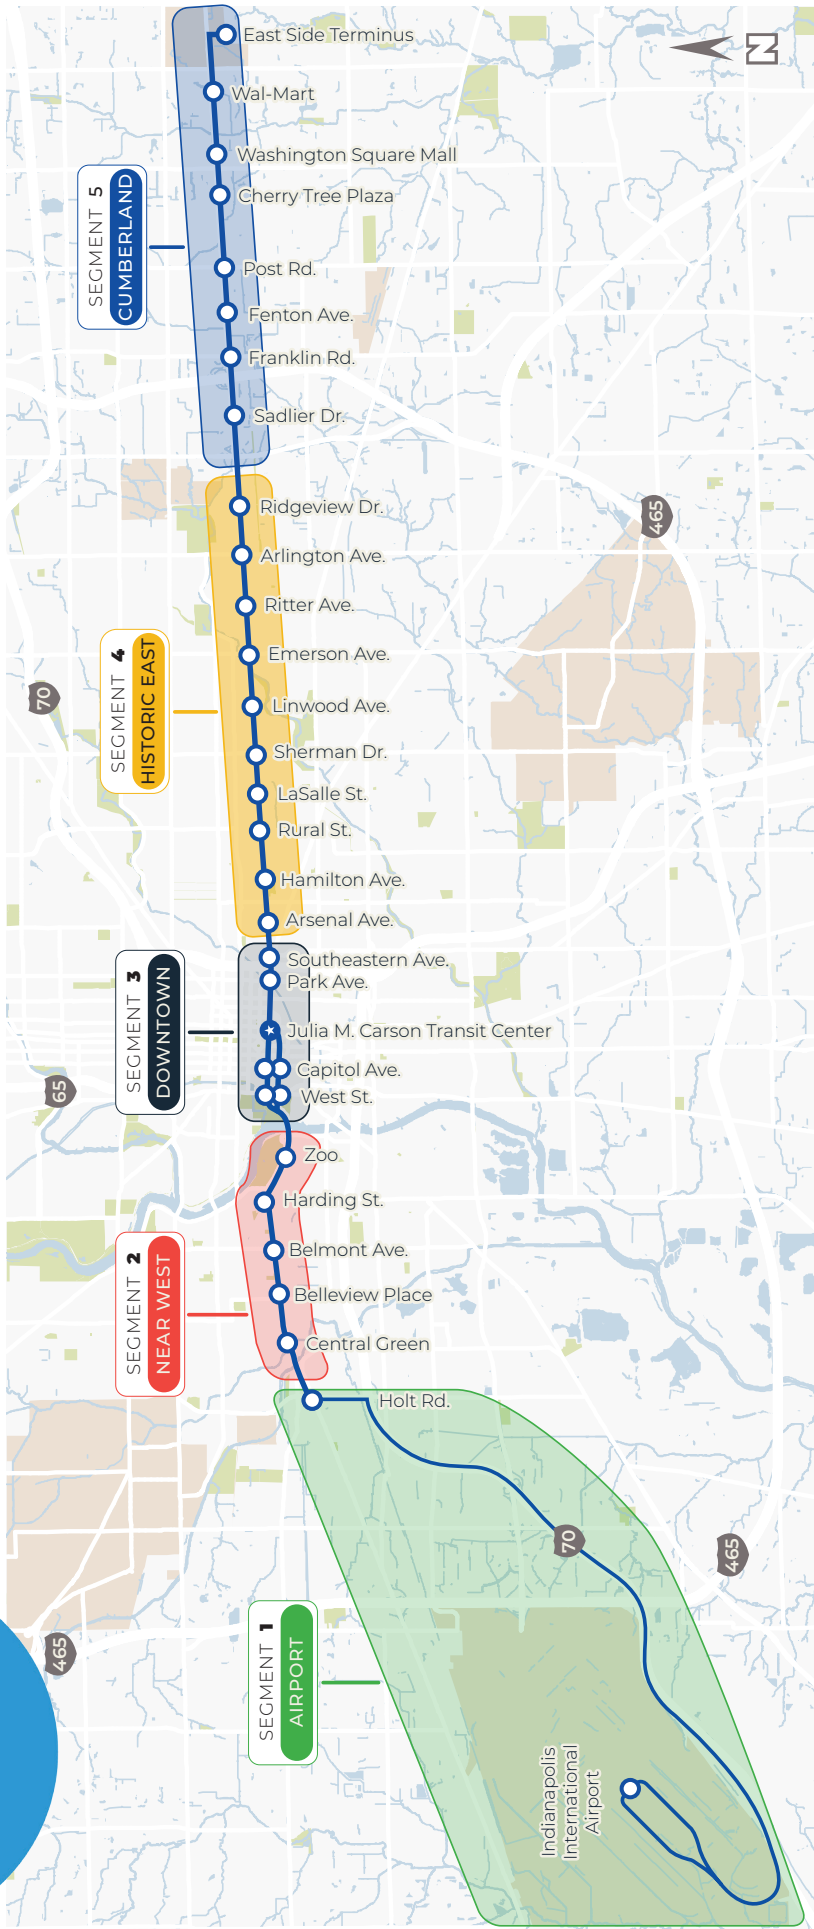 N
East Side Terminus
Wal-Mart
Washington Square Mall
Cherry Tree Plaza
SEGMENT 5
CUMBERLAND
Post Rd.
Fenton Ave.
Franklin Rd.
Sadlier Dr.
Ridgeview Dr.
465
Arlington Ave.
Ritter Ave.
Emerson Ave.
SEGMENT 4
HISTORIC EAST
70
Linwood Ave.
Sherman Dr.
LaSalle St.
Rural St.
Hamilton Ave.
Arsenal Ave.
Southeastern Ave.
Park Ave.
SEGMENT 3
DOWNTOWN
Julia M. Carson Transit Center
Capitol Ave.
65
West St.
Zoo
Harding St.
Belmont Ave.
Belleview Place
SEGMENT 2
NEAR WEST
Central Green
Holt Rd.
70
465
465
SEGMENT 1
AIRPORT
Indianapolis
International
Airport